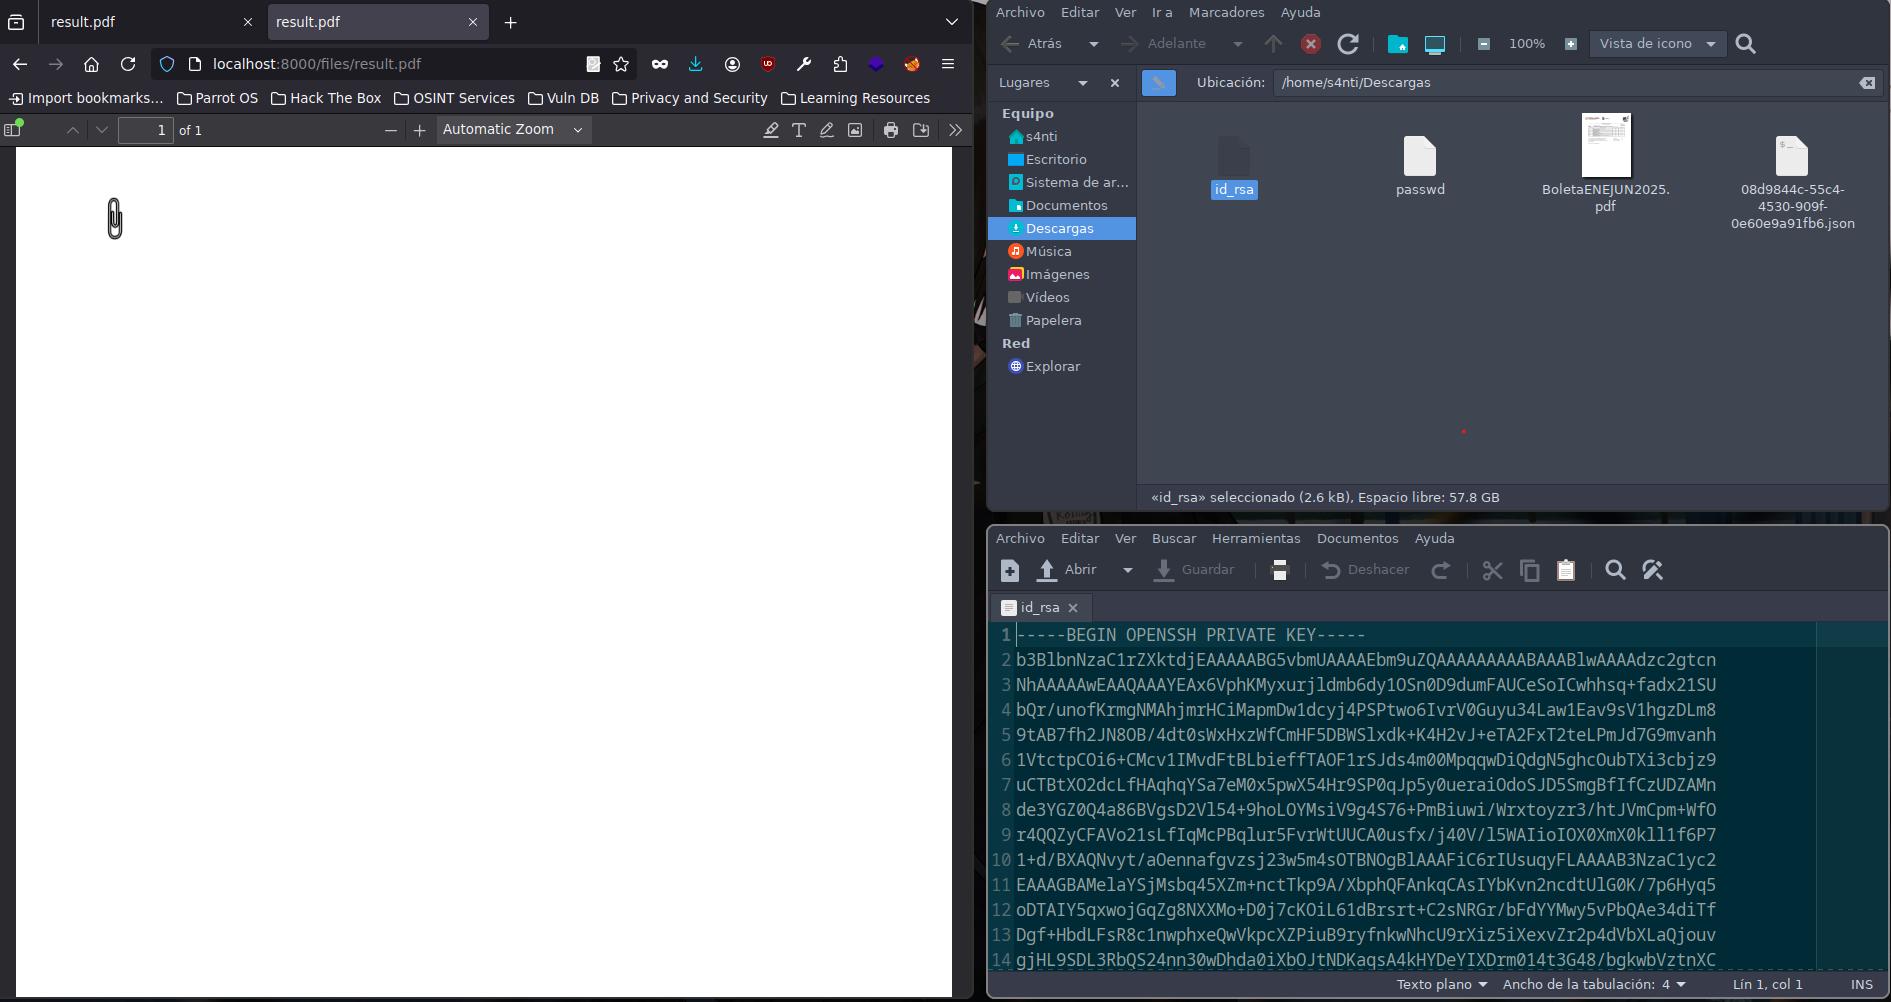 result.pdf
result.pdf
localhost:8000/files/result.pdf
Import bookmarks...
Parrot OS
Hack The Box
OSINT Services
Vuln DB
Privacy and Security
Learning Resources
1 of 1
Automatic Zoom
Archivo Editar Ver Ir a Marcadores Ayuda
Atrás Adelante 100% Vista de icono
Lugares
Ubicación: /home/s4nti/Descargas
Equipo
s4nti
Escritorio
Sistema de ar...
Documentos
Descargas
Música
Imágenes
Vídeos
Papelera
Red
Explorar
id_rsa
passwd
BoletaENEJUN2025.
pdf
08d9844c-55c4-
4530-909f-
0e60e9a91fb6.json
«id_rsa» seleccionado (2.6 kB), Espacio libre: 57.8 GB
Archivo Editar Ver Buscar Herramientas Documentos Ayuda
Abrir Guardar Deshacer
id_rsa
1 -----BEGIN OPENSSH PRIVATE KEY-----
2 b3BlbnNzaC1rZXktdjEAAAAABG5vbmUAAAAEbm9uZQAAAAAAAAABAAABlwAAAAdzc2gtcn
3 NhAAAAAwEAAQAAAYEAx6VphKMyxurjldmb6dy1OSn0D9dumFAUCeSoICwhhsq+fadx21SU
4 bQr/unofKrmgNMAhjmrHCiMapmDw1dcyj4PSPtwo6IvrV0Guyu34Law1Eav9sV1hgzDLm8
5 9tAB7fh2JN8OB/4dt0sWxHxzWfCmHF5DBWSlxdk+K4H2vJ+eTA2FxT2teLPmJd7G9mvanh
6 1VtctpCOi6+CMcv1IMvdFtBLbieffTAOF1rSJds4m00MpqqwDiQdgN5ghcOubTXi3cbjz9
7 uCTBtXO2dcLfHAqhqYSa7eM0x5pwX54Hr9SP0qJp5y0ueraiOdoSJD5SmgBfIfCzUDZAMn
8 de3YGZ0Q4a86BVgsD2Vl54+9hoLOYMsiV9g4S76+PmBiuwi/Wrxtoyzr3/htJVmCpm+WfO
9 r4QQZyCFAVo21sLfIqMcPBqlur5FvrWtUUCA0usfx/j40V/l5WAIioIOX0XmX0kll1f6P7
10 1+d/BXAQNvyt/aOennafgvzsj23w5m4sOTBNOgBlAAAFiC6rIUsuqyFLAAAAB3NzaC1yc2
11 EAAAGBAMelaYSjMsbq45XZm+nctTkp9A/XbphQFAnkqCAsIYbKvn2ncdtUlG0K/7p6Hyq5
12 oDTAIY5qxwojGqZg8NXXMo+D0j7cKOiL61dBrsrt+C2sNRGr/bFdYYMwy5vPbQAe34diTf
13 Dgf+HbdLFsR8c1nwphxeQwVkpcXZPiuB9ryfnkwNhcU9rXiz5iXexvZr2p4dVbXLaQjouv
14 gjHL9SDL3RbQS24nn30wDhda0iXbOJtNDKaqsA4kHYDeYIXDrm014t3G48/bgkwbVztnXC
Texto plano Ancho de la tabulación: 4 Lín 1, col 1 INS